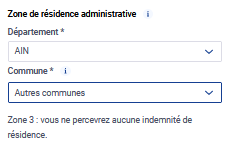 Zone de résidence administrative i
Département *
AIN
Commune * i
Autres communes
Zone 3 : vous ne percevrez aucune indemnité de
résidence.